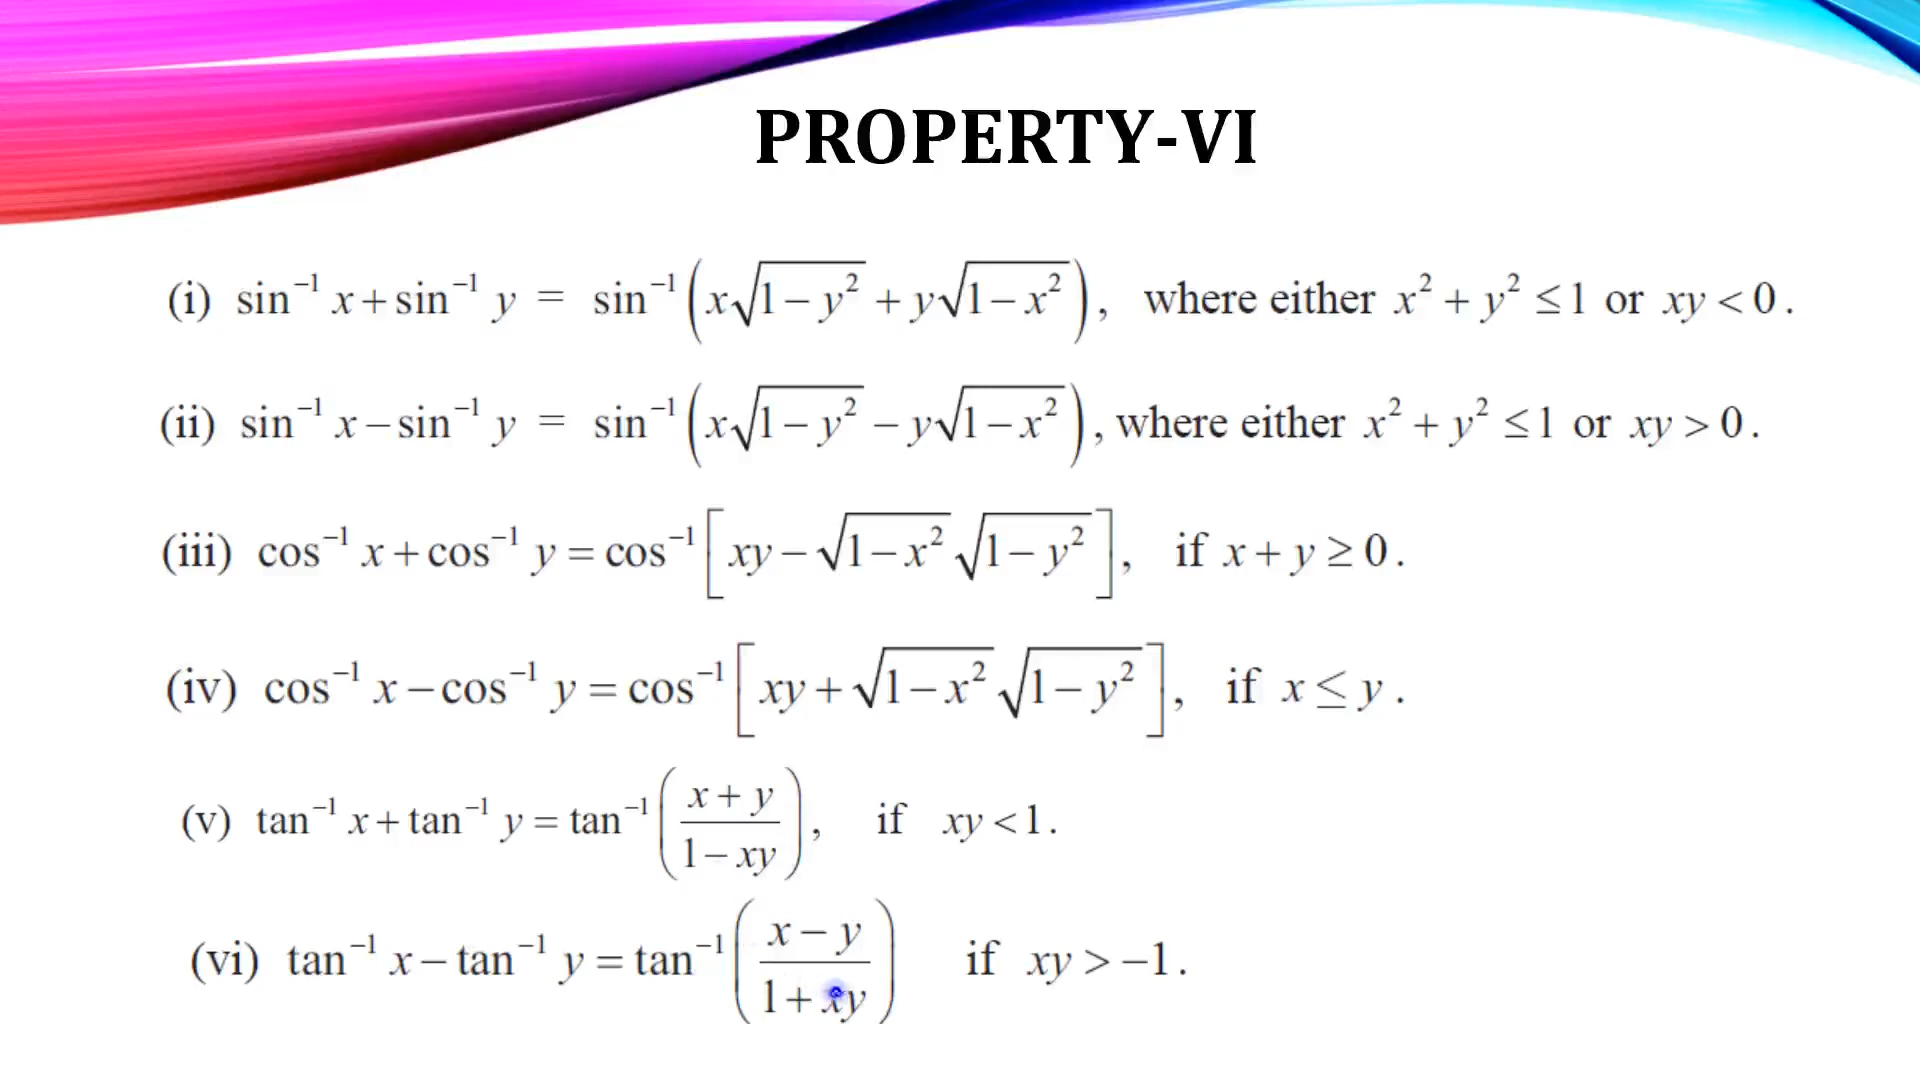 PROPERTY-VI
(i) sin⁻¹ x + sin⁻¹ y = sin⁻¹(x√(1 − y²) + y√(1 − x²)), where either x² + y² ≤ 1 or xy < 0.
(ii) sin⁻¹ x − sin⁻¹ y = sin⁻¹(x√(1 − y²) − y√(1 − x²)), where either x² + y² ≤ 1 or xy > 0.
(iii) cos⁻¹ x + cos⁻¹ y = cos⁻¹[xy − √(1 − x²) √(1 − y²)], if x + y ≥ 0.
(iv) cos⁻¹ x − cos⁻¹ y = cos⁻¹[xy + √(1 − x²) √(1 − y²)], if x ≤ y.
(v) tan⁻¹ x + tan⁻¹ y = tan⁻¹((x + y)/(1 − xy)), if xy < 1.
(vi) tan⁻¹ x − tan⁻¹ y = tan⁻¹((x − y)/(1 + xy)) if xy > −1.